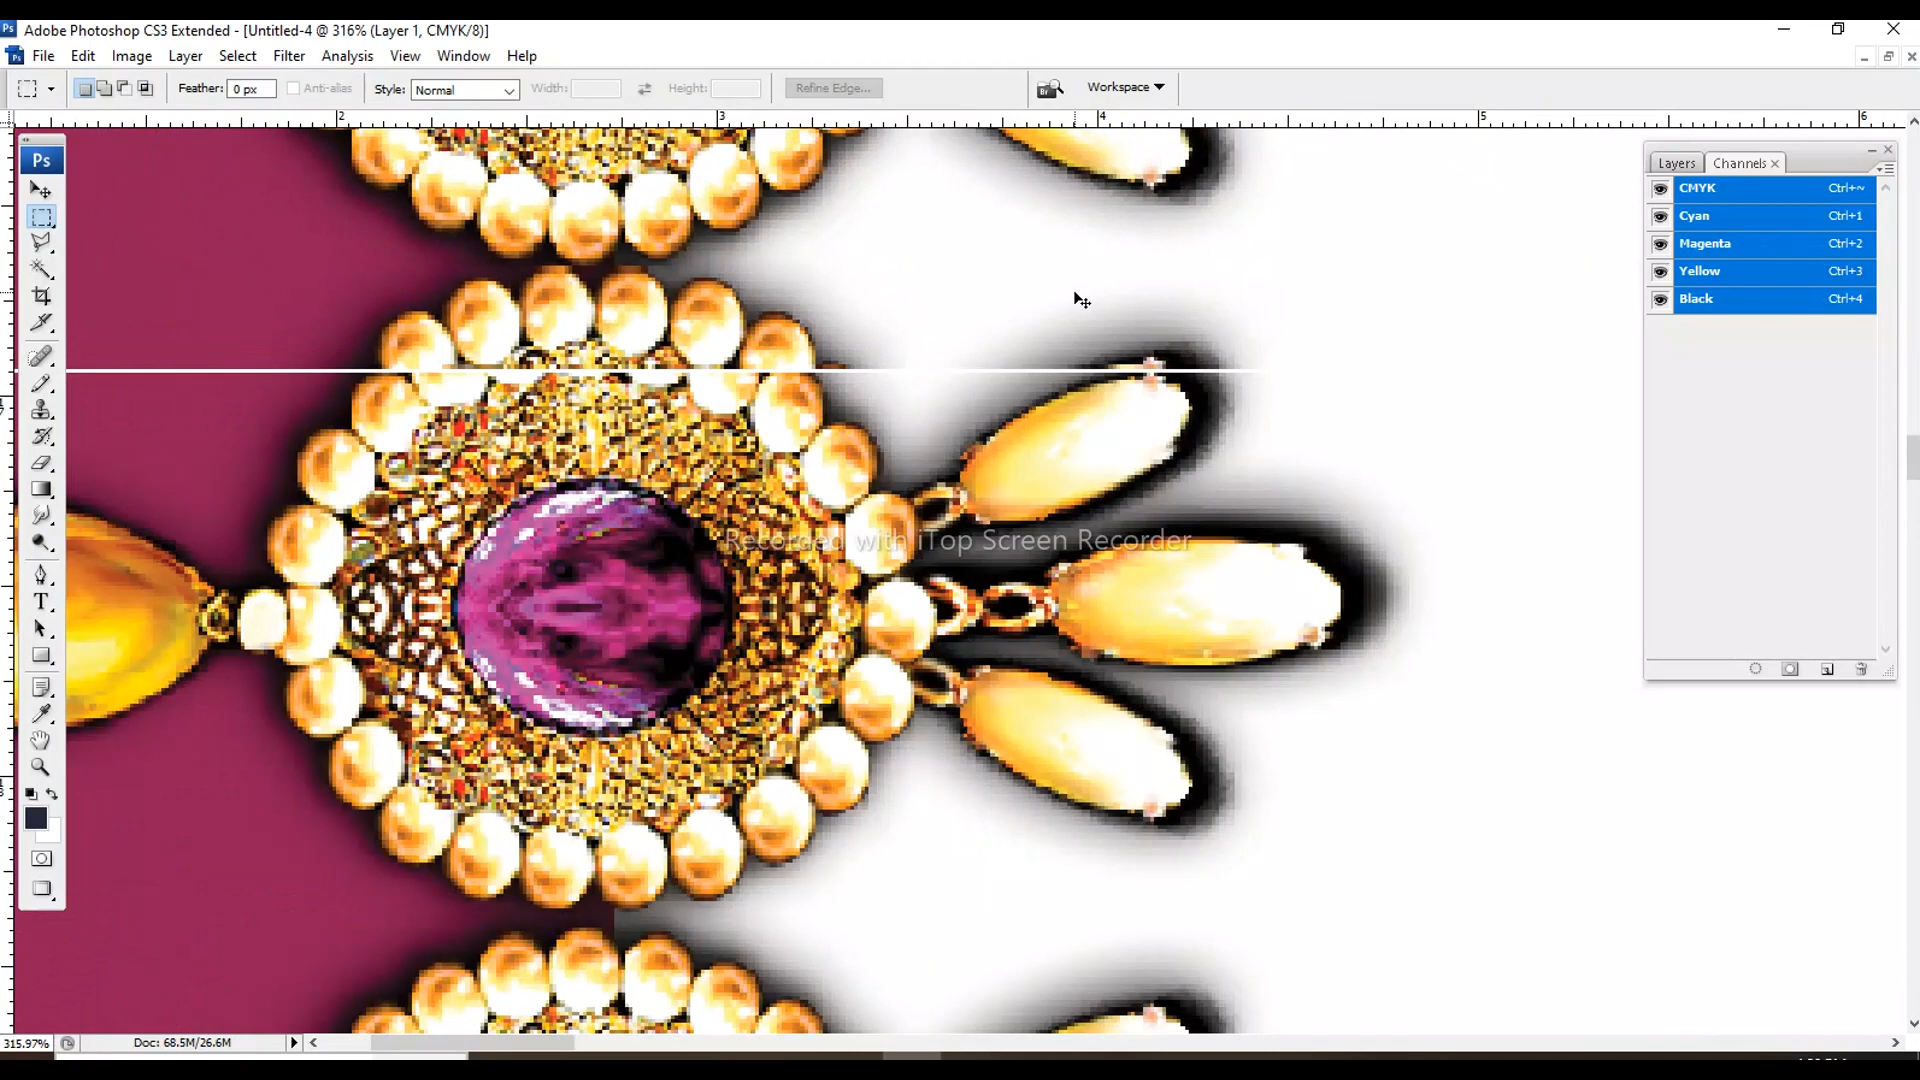 Adobe Photoshop CS3 Extended - [Untitled-4 @ 316% (Layer 1, CMYK/8)]
File Edit Image Layer Select Filter Analysis View Window Help
Feather: 0 px Anti-alias Style: Normal Width: Height: Refine Edge... Br Workspace
2 3 4 5 6
Ps
Layers Channels
CMYK Ctrl+~
Cyan Ctrl+1
Magenta Ctrl+2
Yellow Ctrl+3
Black Ctrl+4
Recorded with iTop Screen Recorder
T
315.97% Doc: 68.5M/26.6M